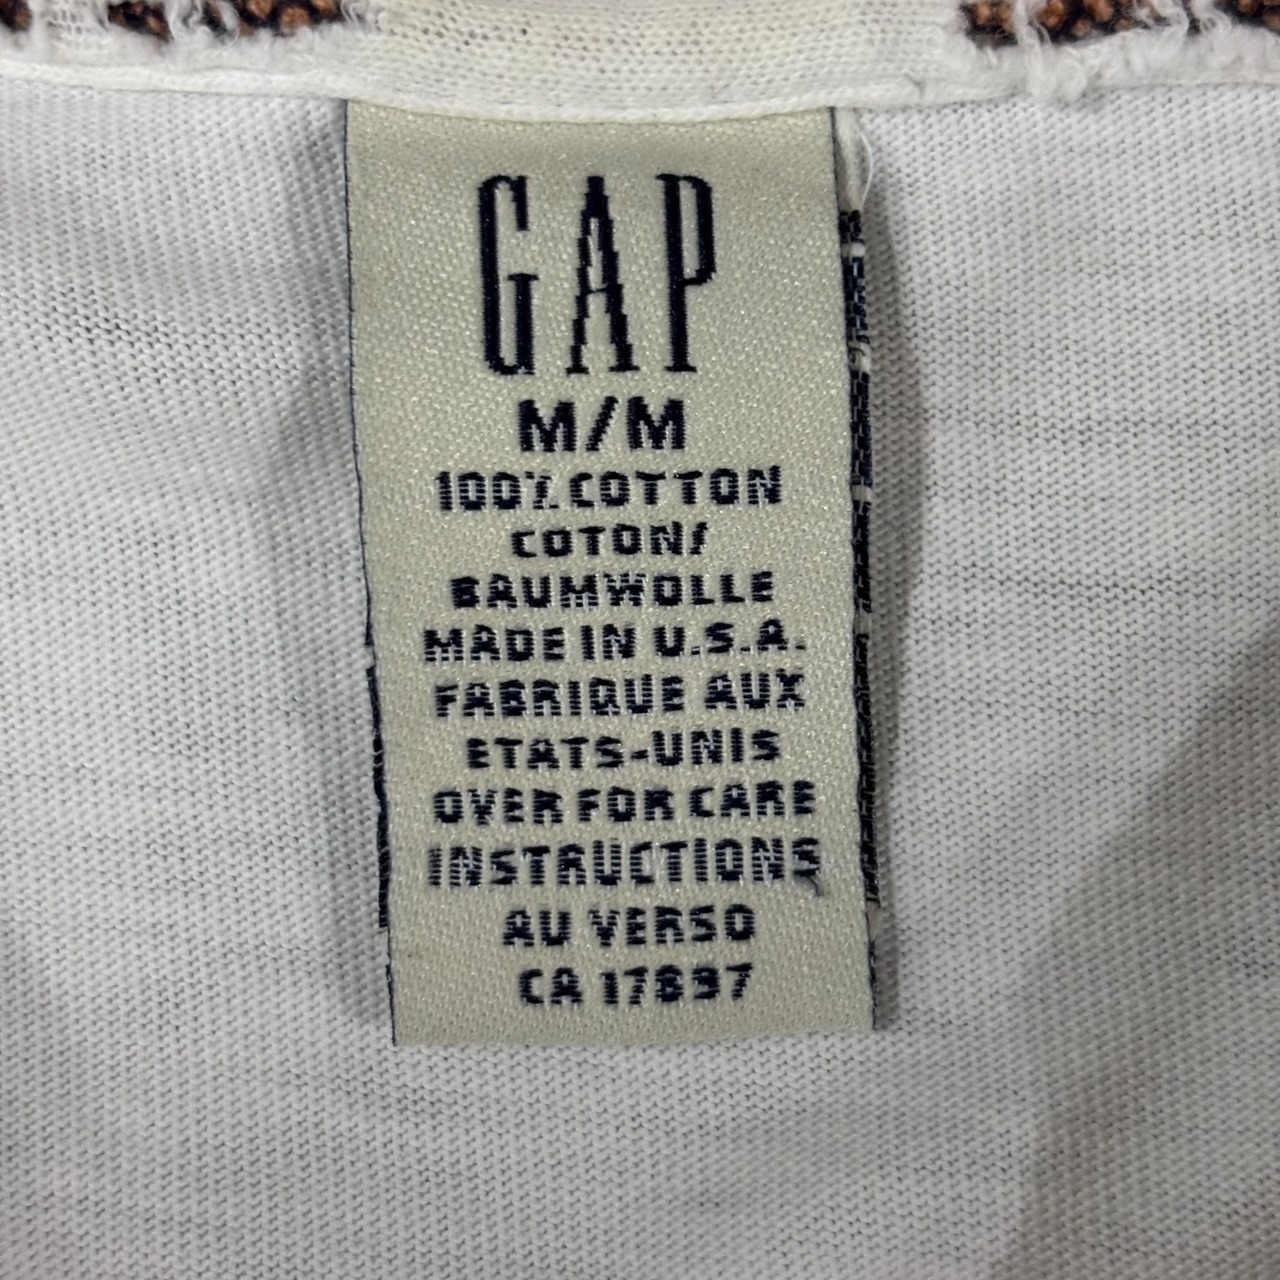 GAP
M/M
100% COTTON
COTON/
BAUMWOLLE
MADE IN U.S.A.
FABRIQUE AUX
ETATS-UNIS
OVER FOR CARE
INSTRUCTIONS
AU VERSO
CA 17897